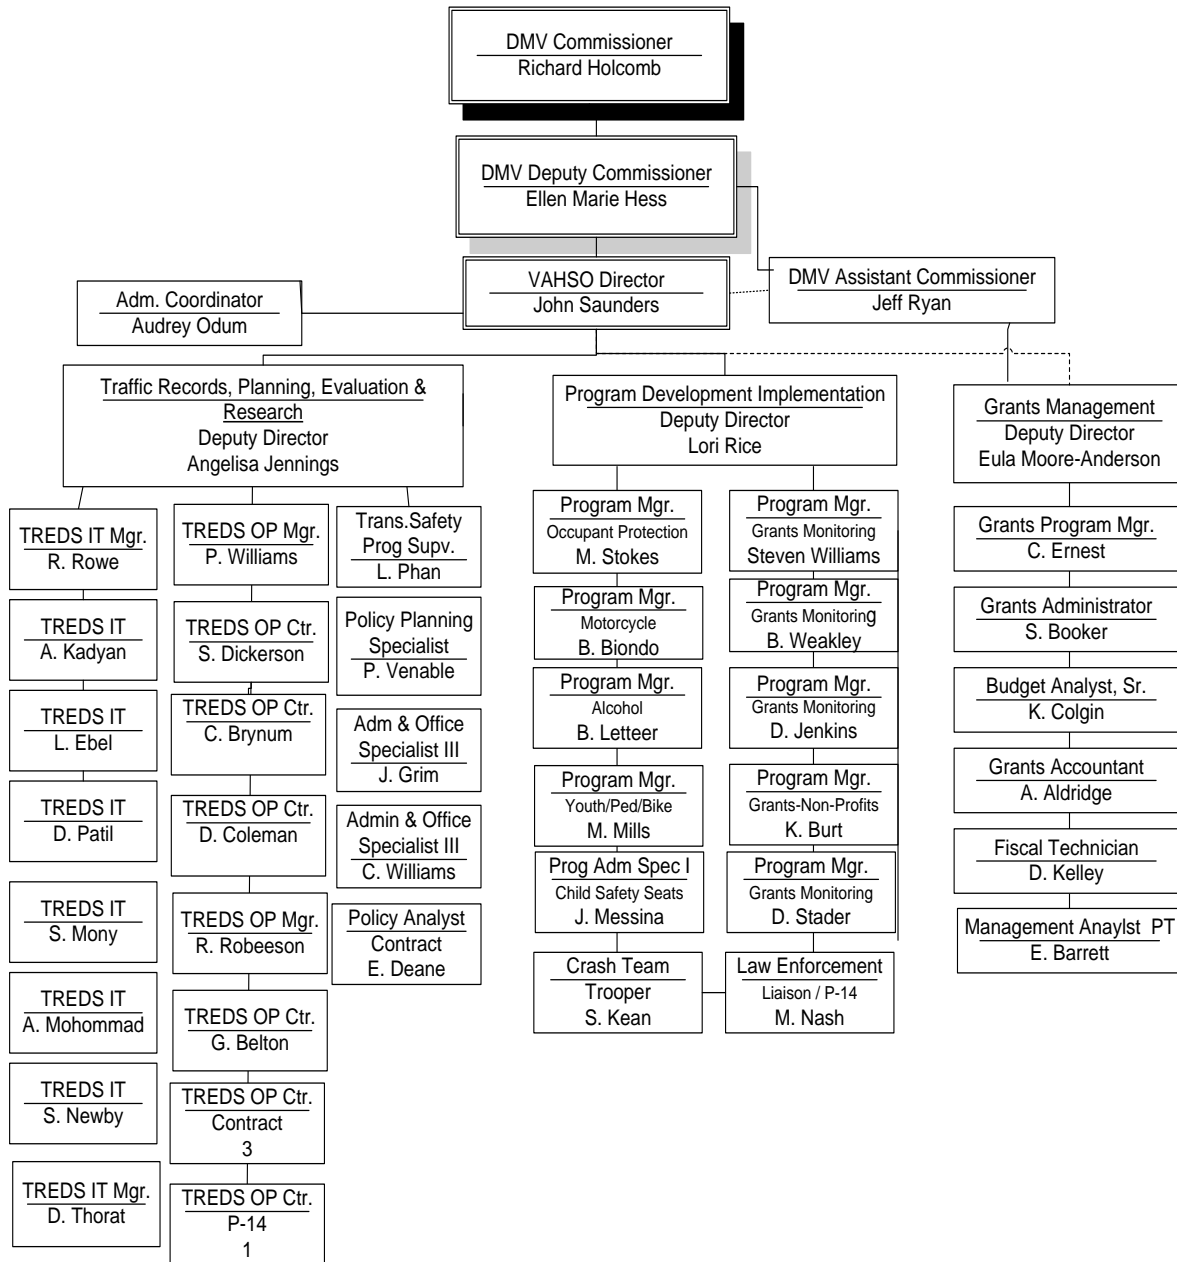 DMV Commissioner
Richard Holcomb
DMV Deputy Commissioner
Ellen Marie Hess
VAHSO Director
John Saunders
DMV Assistant Commissioner
Jeff Ryan
Adm. Coordinator
Audrey Odum
Traffic Records, Planning, Evaluation &
Research
Deputy Director
Angelisa Jennings
Program Development Implementation
Deputy Director
Lori Rice
Grants Management
Deputy Director
Eula Moore-Anderson
TREDS IT Mgr.
R. Rowe
TREDS IT
A. Kadyan
TREDS IT
L. Ebel
TREDS IT
D. Patil
TREDS IT
S. Mony
TREDS IT
A. Mohommad
TREDS IT
S. Newby
TREDS IT Mgr.
D. Thorat
TREDS OP Mgr.
P. Williams
TREDS OP Ctr.
S. Dickerson
TREDS OP Ctr.
C. Brynum
TREDS OP Ctr.
D. Coleman
TREDS OP Mgr.
R. Robeeson
TREDS OP Ctr.
G. Belton
TREDS OP Ctr.
Contract
3
TREDS OP Ctr.
P-14
1
Trans.Safety
Prog Supv.
L. Phan
Policy Planning
Specialist
P. Venable
Adm & Office
Specialist III
J. Grim
Admin & Office
Specialist III
C. Williams
Policy Analyst
Contract
E. Deane
Program Mgr.
Occupant Protection
M. Stokes
Program Mgr.
Motorcycle
B. Biondo
Program Mgr.
Alcohol
B. Letteer
Program Mgr.
Youth/Ped/Bike
M. Mills
Prog Adm Spec I
Child Safety Seats
J. Messina
Crash Team
Trooper
S. Kean
Program Mgr.
Grants Monitoring
Steven Williams
Program Mgr.
Grants Monitoring
B. Weakley
Program Mgr.
Grants Monitoring
D. Jenkins
Program Mgr.
Grants-Non-Profits
K. Burt
Program Mgr.
Grants Monitoring
D. Stader
Law Enforcement
Liaison / P-14
M. Nash
Grants Program Mgr.
C. Ernest
Grants Administrator
S. Booker
Budget Analyst, Sr.
K. Colgin
Grants Accountant
A. Aldridge
Fiscal Technician
D. Kelley
Management Anaylst PT
E. Barrett